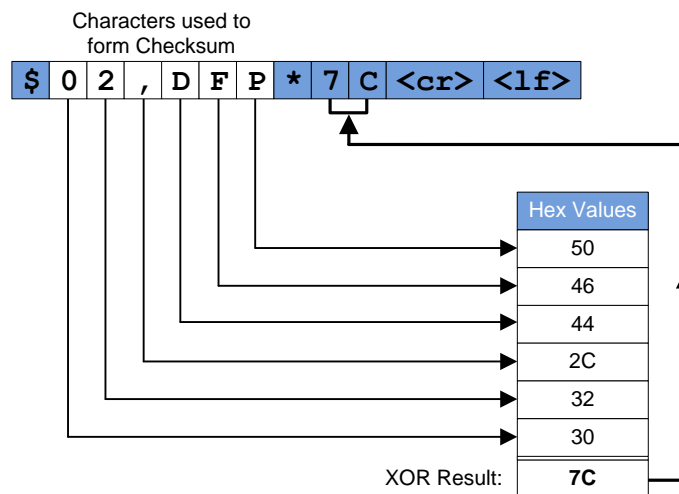 Characters used to
form Checksum
$ 0 2 , D F P * 7 C <cr> <lf>
Hex Values
50
46
44
2C
32
30
XOR Result: 7C